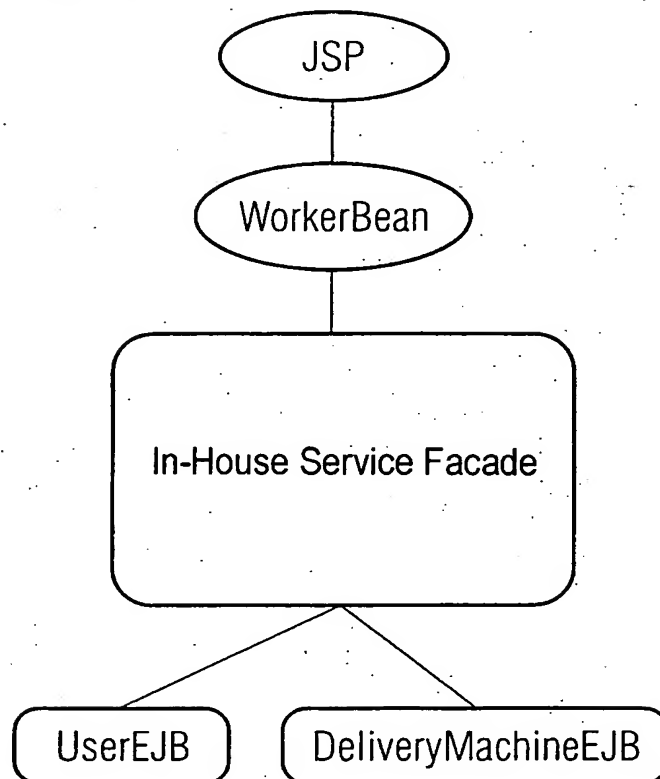 JSP
WorkerBean
In-House Service Facade
UserEJB
DeliveryMachineEJB